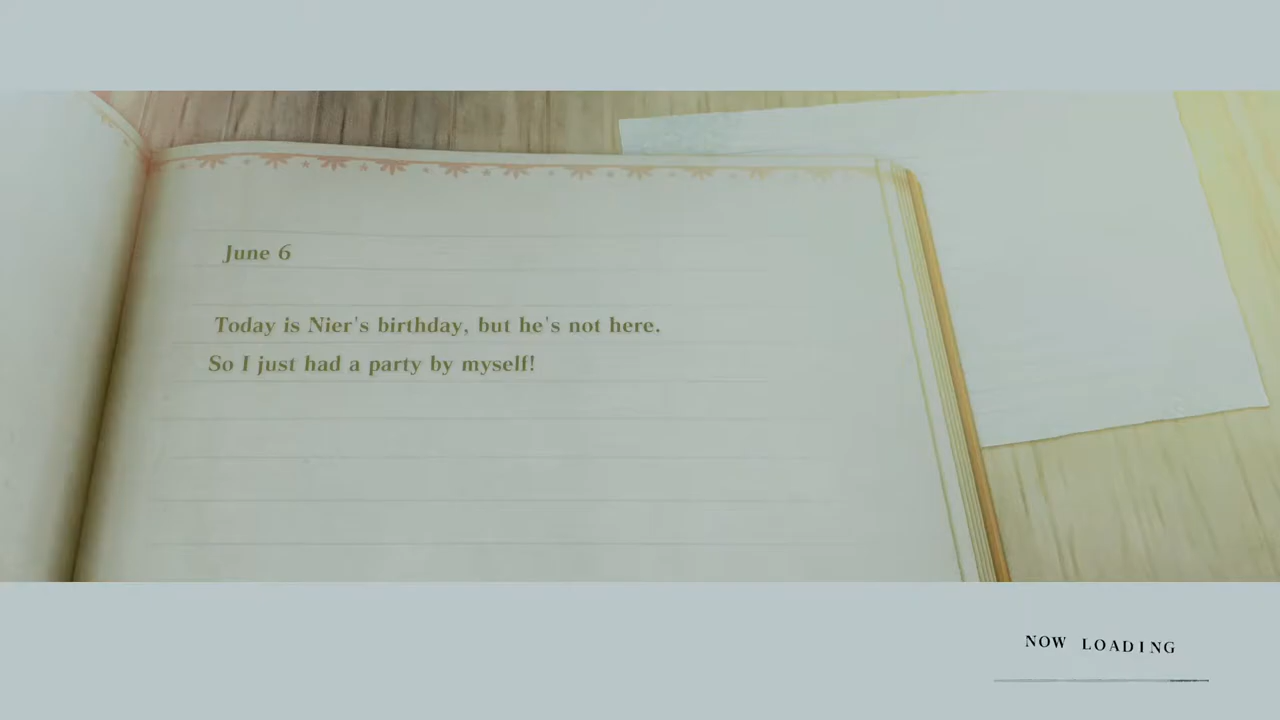 June 6
Today is Nier's birthday, but he's not here.
So I just had a party by myself!
NOW LOADING